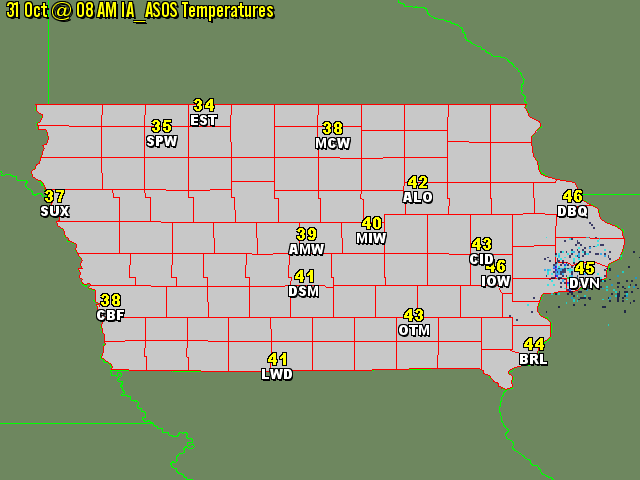 31 Oct @ 08 AM IA_ASOS Temperatures
34
EST
35
SPW
38
MCW
42
ALO
37
SUX
46
DBQ
40
MIW
39
AMW
43
CID
46
IOW
45
DVN
41
DSM
38
CBF
43
OTM
44
BRL
41
LWD